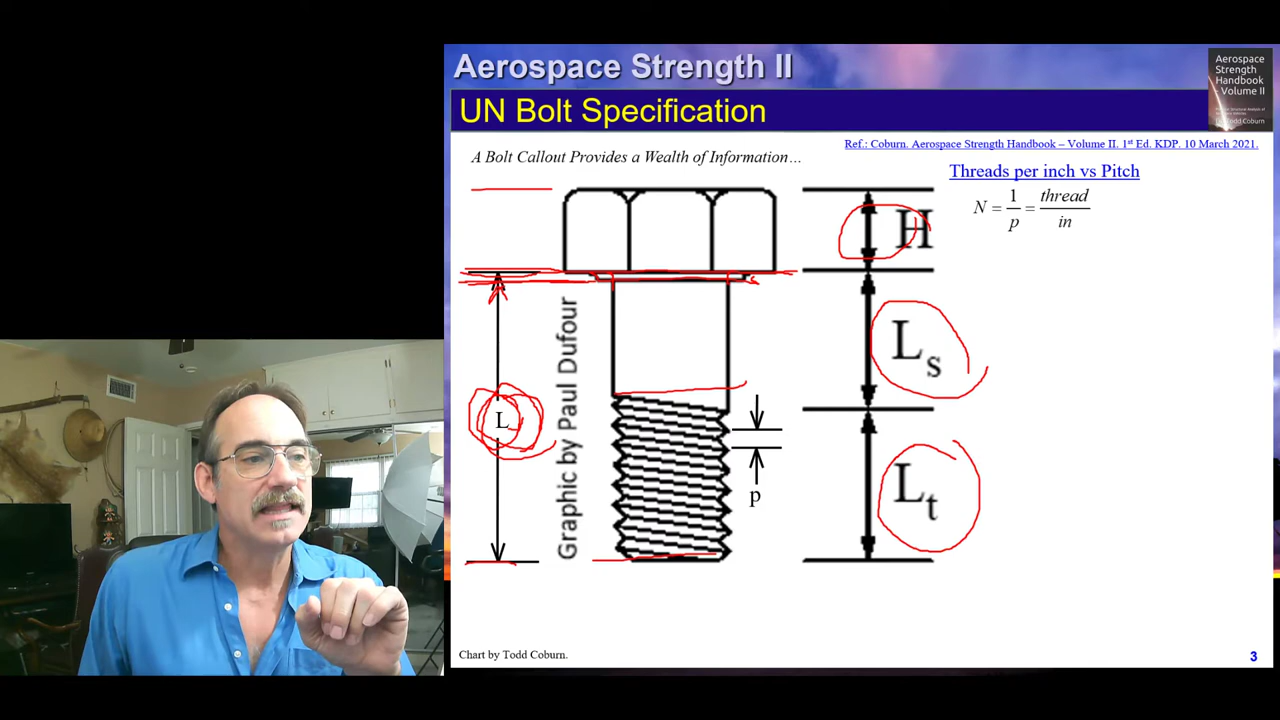 Aerospace Strength II
UN Bolt Specification
Aerospace
Strength
Handbook
Volume II
A Bolt Callout Provides a Wealth of Information…
Ref.: Coburn. Aerospace Strength Handbook – Volume II. 1st Ed. KDP. 10 March 2021.
Threads per inch vs Pitch
N = 1/p = thread/in
H
Ls
L
Graphic by Paul Dufour
p
Lt
Chart by Todd Coburn.
3